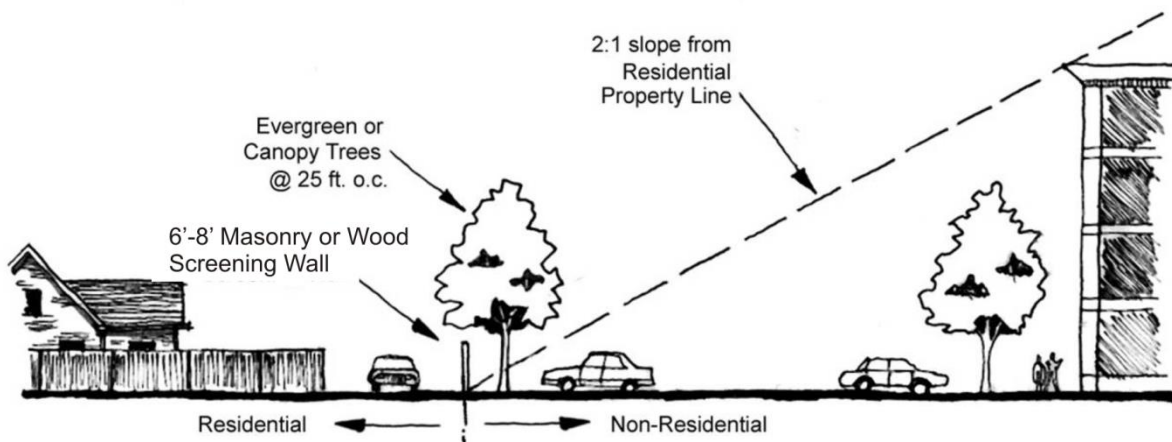 2:1 slope from
Residential
Property Line
Evergreen or
Canopy Trees
@ 25 ft. o.c.
6'-8' Masonry or Wood
Screening Wall
Residential
Non-Residential